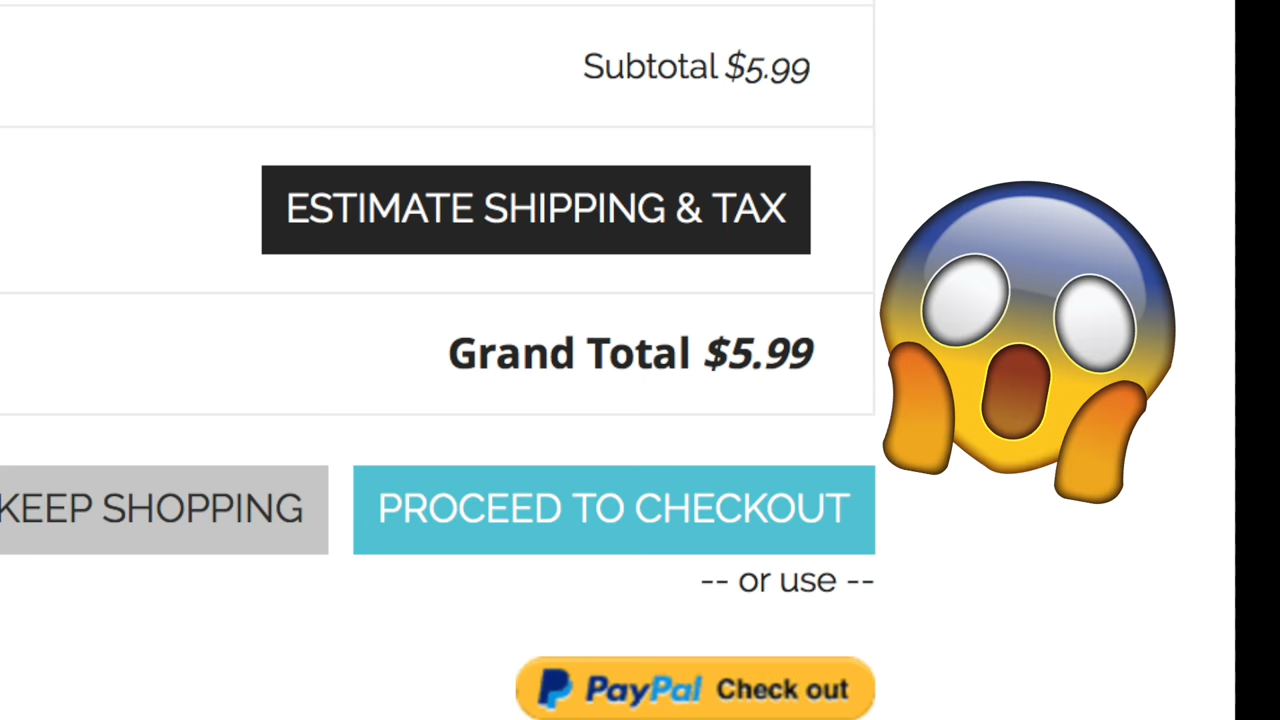 Subtotal $5.99
ESTIMATE SHIPPING & TAX
Grand Total $5.99
KEEP SHOPPING
PROCEED TO CHECKOUT
-- or use --
PayPal Check out